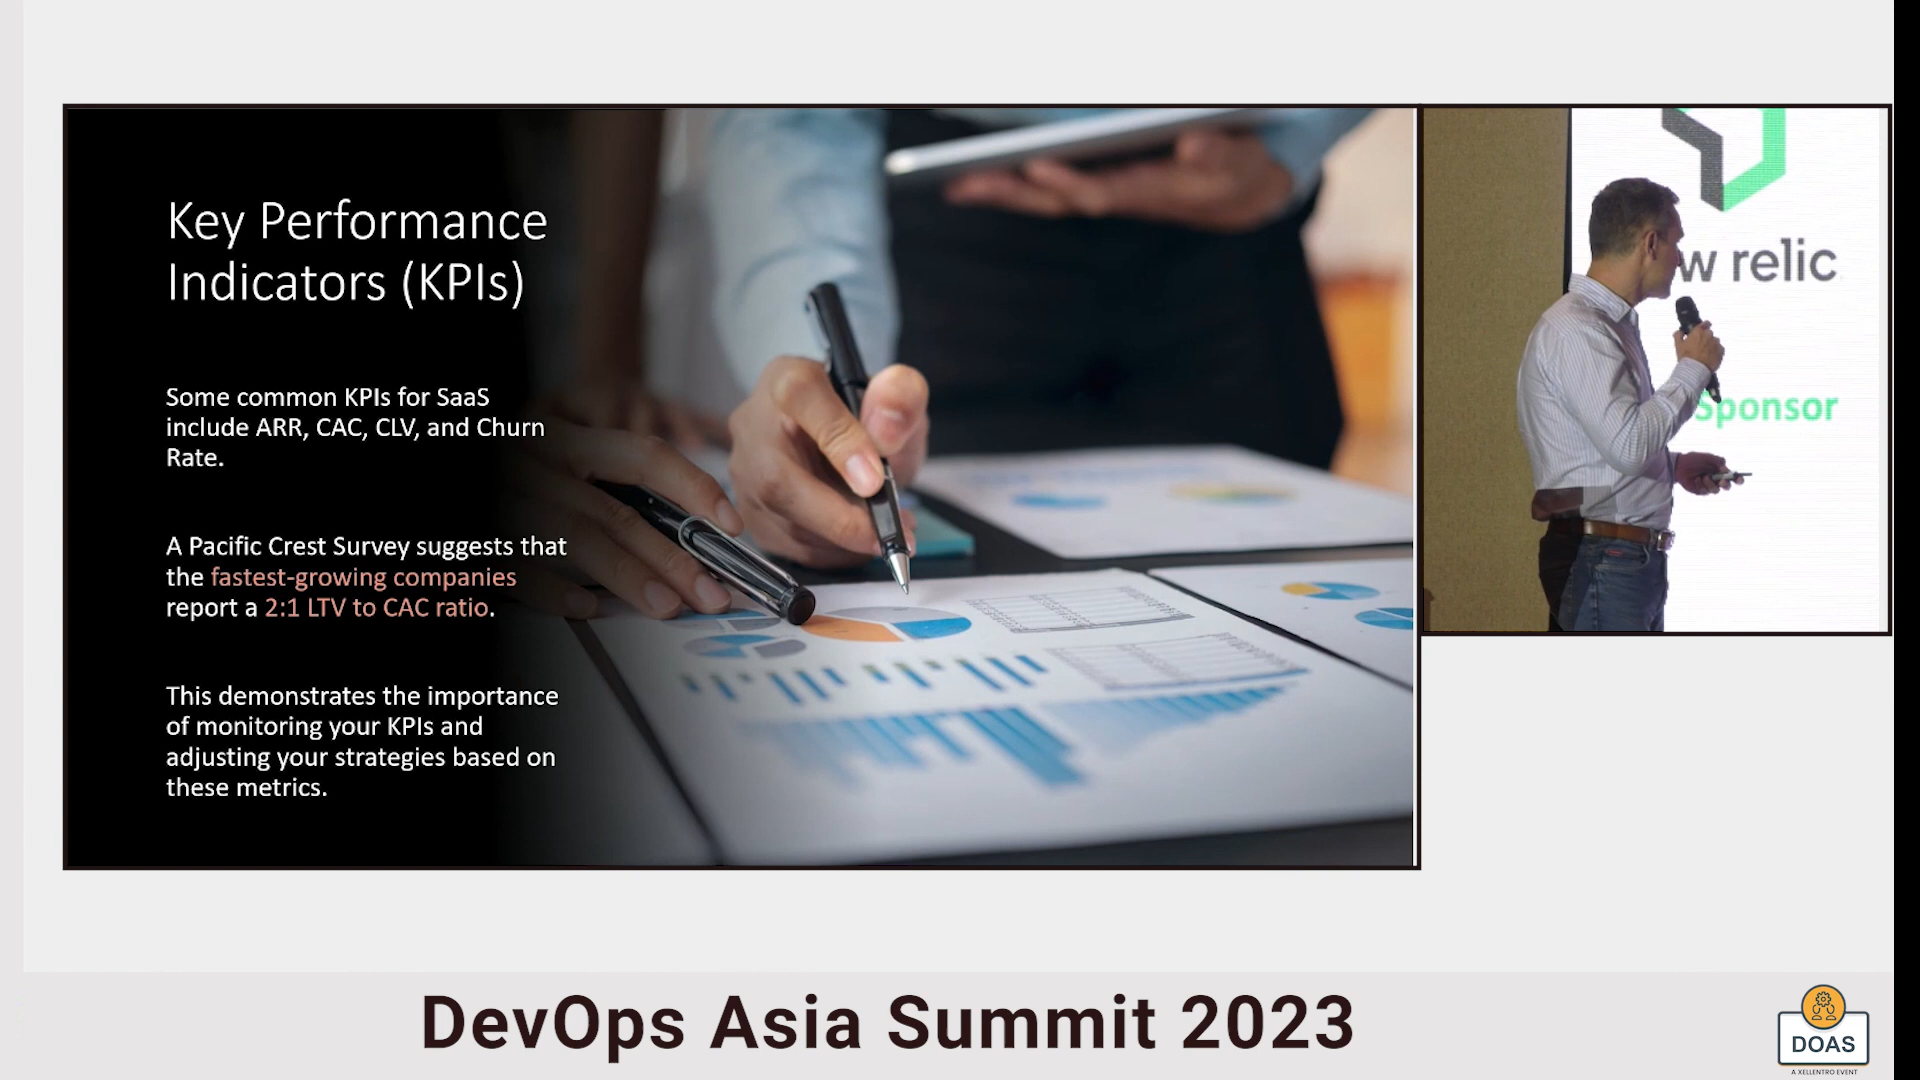 Key Performance
Indicators (KPIs)
Some common KPIs for SaaS
include ARR, CAC, CLV, and Churn
Rate.
A Pacific Crest Survey suggests that
the fastest-growing companies
report a 2:1 LTV to CAC ratio.
This demonstrates the importance
of monitoring your KPIs and
adjusting your strategies based on
these metrics.
w relic
Sponsor
DevOps Asia Summit 2023
DOAS
A XELLENTRO EVENT